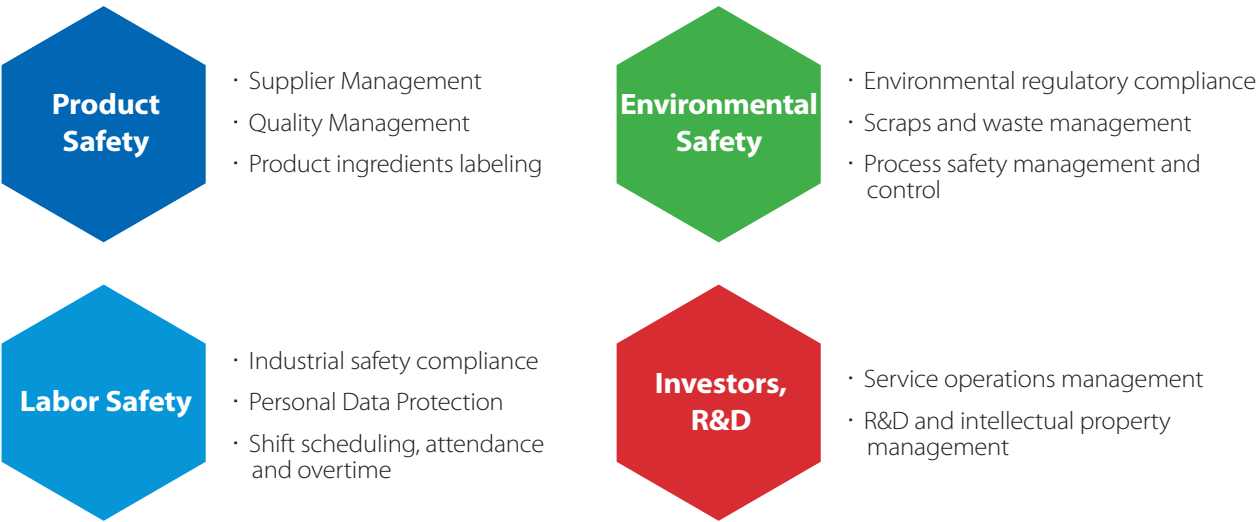 Product
Safety
· Supplier Management
· Quality Management
· Product ingredients labeling
Environmental
Safety
· Environmental regulatory compliance
· Scraps and waste management
· Process safety management and
control
Labor Safety
· Industrial safety compliance
· Personal Data Protection
· Shift scheduling, attendance
and overtime
Investors,
R&D
· Service operations management
· R&D and intellectual property
management